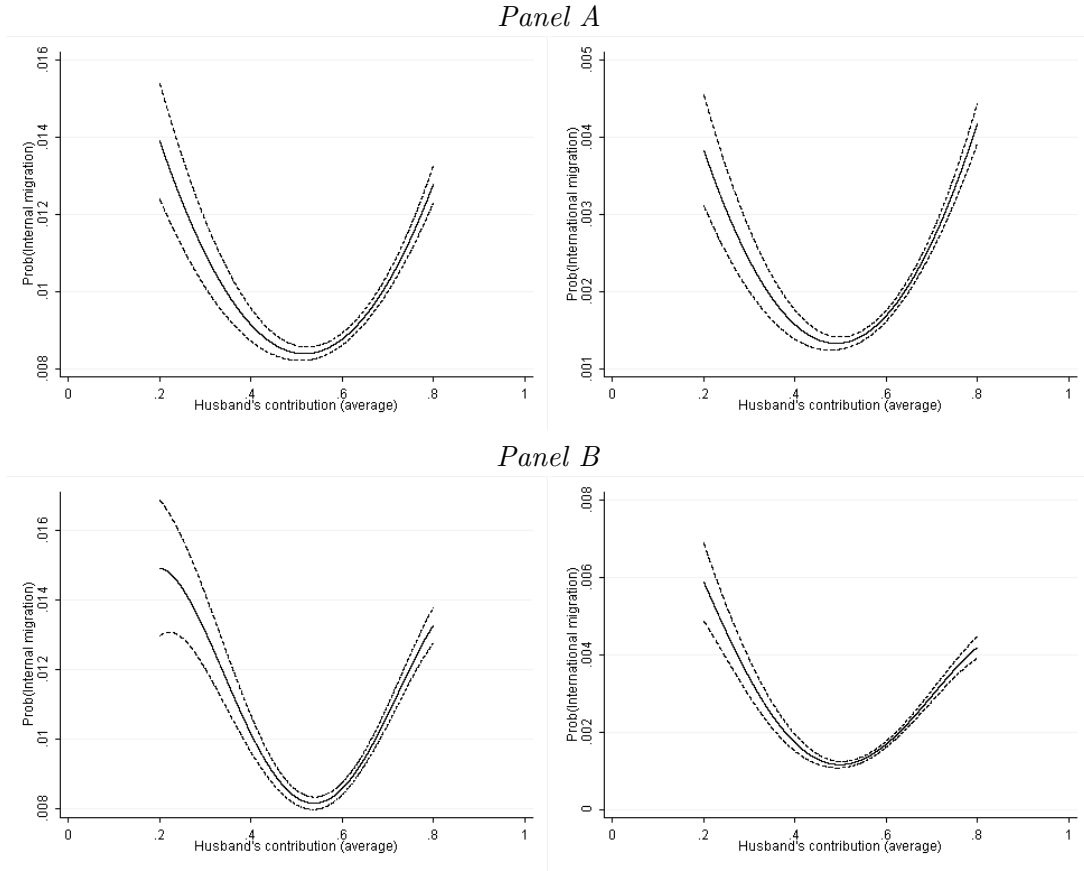 Panel A
Prob(Internal migration)
.016
.014
.012
.01
.008
0 .2 .4 .6 .8 1
Husband's contribution (average)
Prob(International migration)
.005
.004
.003
.002
.001
0 .2 .4 .6 .8 1
Husband's contribution (average)
Panel B
Prob(Internal migration)
.016
.014
.012
.01
.008
0 .2 .4 .6 .8 1
Husband's contribution (average)
Prob(International migration)
.008
.006
.004
.002
0
0 .2 .4 .6 .8 1
Husband's contribution (average)